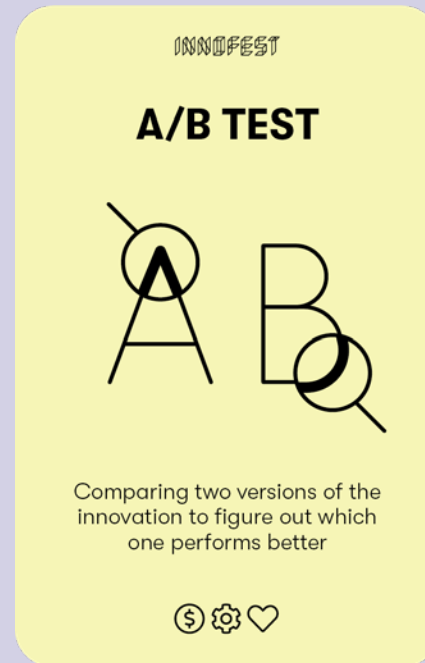 INNOFEST
A/B TEST
A B
Comparing two versions of the
innovation to figure out which
one performs better
$